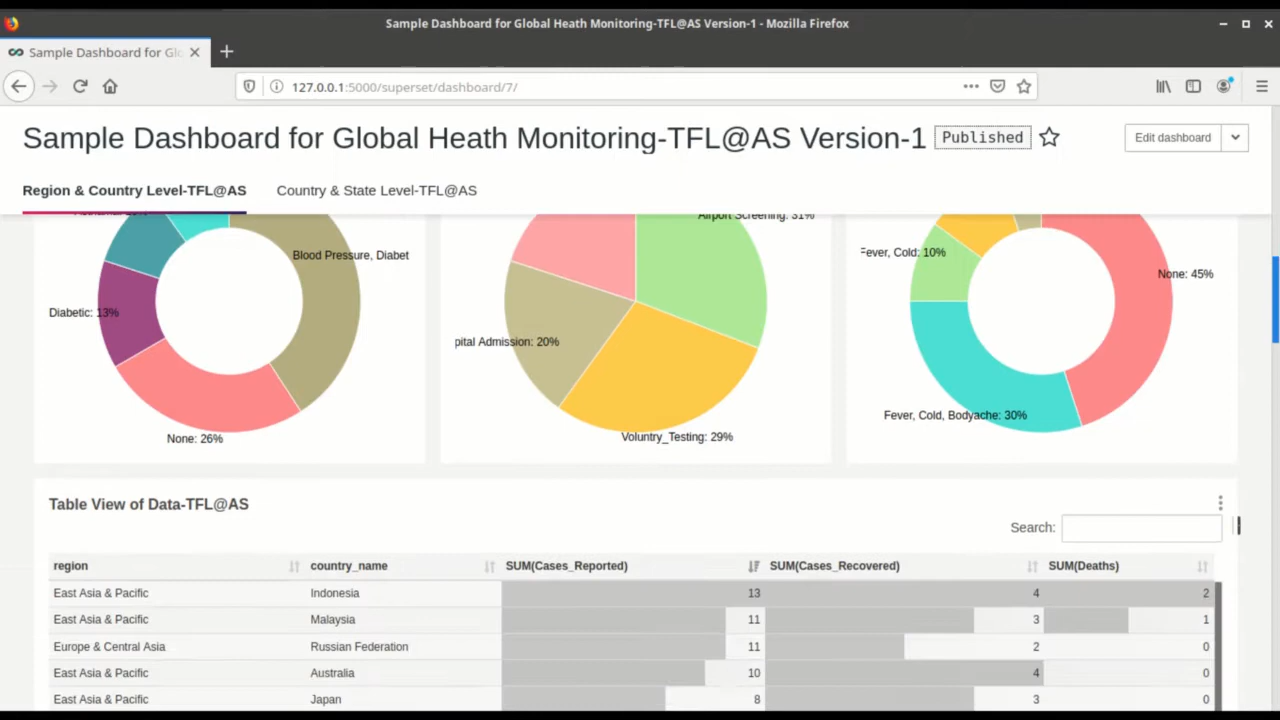 Sample Dashboard for Global Heath Monitoring-TFL@AS Version-1 - Mozilla Firefox
Sample Dashboard for Glo
127.0.0.1:5000/superset/dashboard/7/
Sample Dashboard for Global Heath Monitoring-TFL@AS Version-1 Published Edit dashboard
Region & Country Level-TFL@AS Country & State Level-TFL@AS
Airport Screening: 31%
Blood Pressure, Diabet
Fever, Cold: 10%
None: 45%
Diabetic: 13%
pital Admission: 20%
Fever, Cold, Bodyache: 30%
None: 26%
Voluntry_Testing: 29%
Table View of Data-TFL@AS
Search:
region country_name SUM(Cases_Reported) SUM(Cases_Recovered) SUM(Deaths)
East Asia & Pacific Indonesia 13 4 2
East Asia & Pacific Malaysia 11 3 1
Europe & Central Asia Russian Federation 11 2 0
East Asia & Pacific Australia 10 4 0
East Asia & Pacific Japan 8 3 0